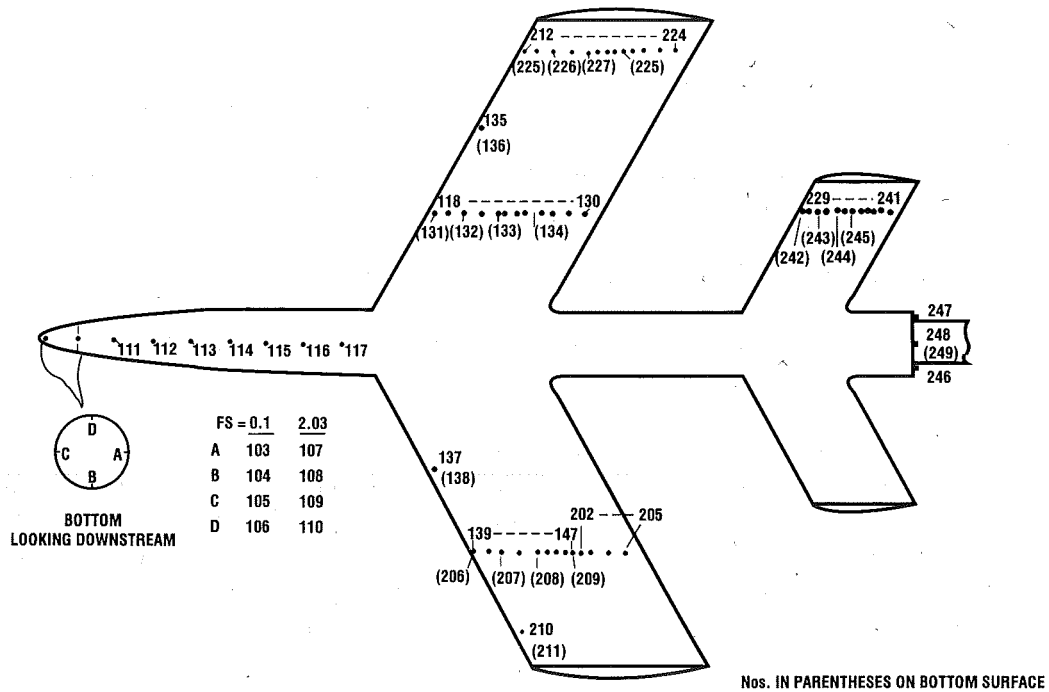 212 ---------- 224
(225) (226) (227) (225)
135
(136)
118 ---------- 130
(131) (132) (133) (134)
229 ---- 241
(243) (245)
(242) (244)
247
248
(249)
246
111 112 113 114 115 116 117
D
C A
B
BOTTOM
LOOKING DOWNSTREAM
FS = 0.1 2.03
A 103 107
B 104 108
C 105 109
D 106 110
137
(138)
202 ---- 205
139 ------ 147
(206) (207) (208) (209)
210
(211)
Nos. IN PARENTHESES ON BOTTOM SURFACE